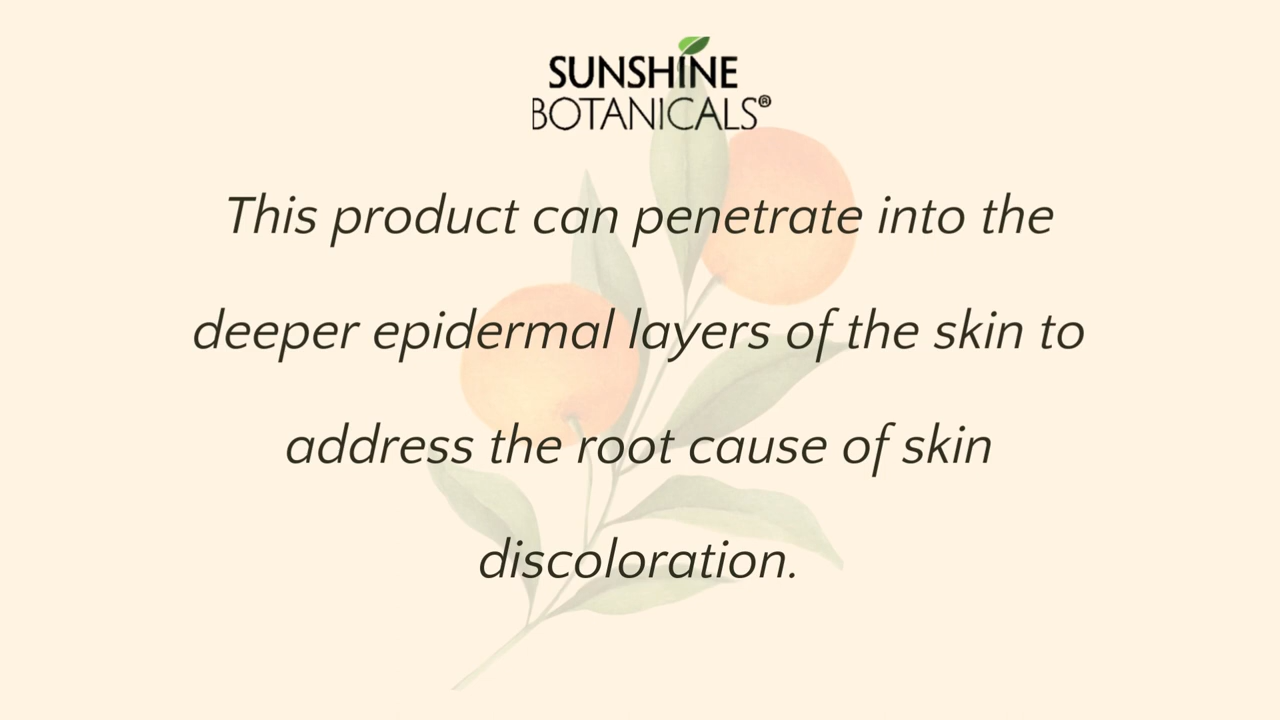 SUNSHINE
BOTANICALS®
This product can penetrate into the
deeper epidermal layers of the skin to
address the root cause of skin
discoloration.